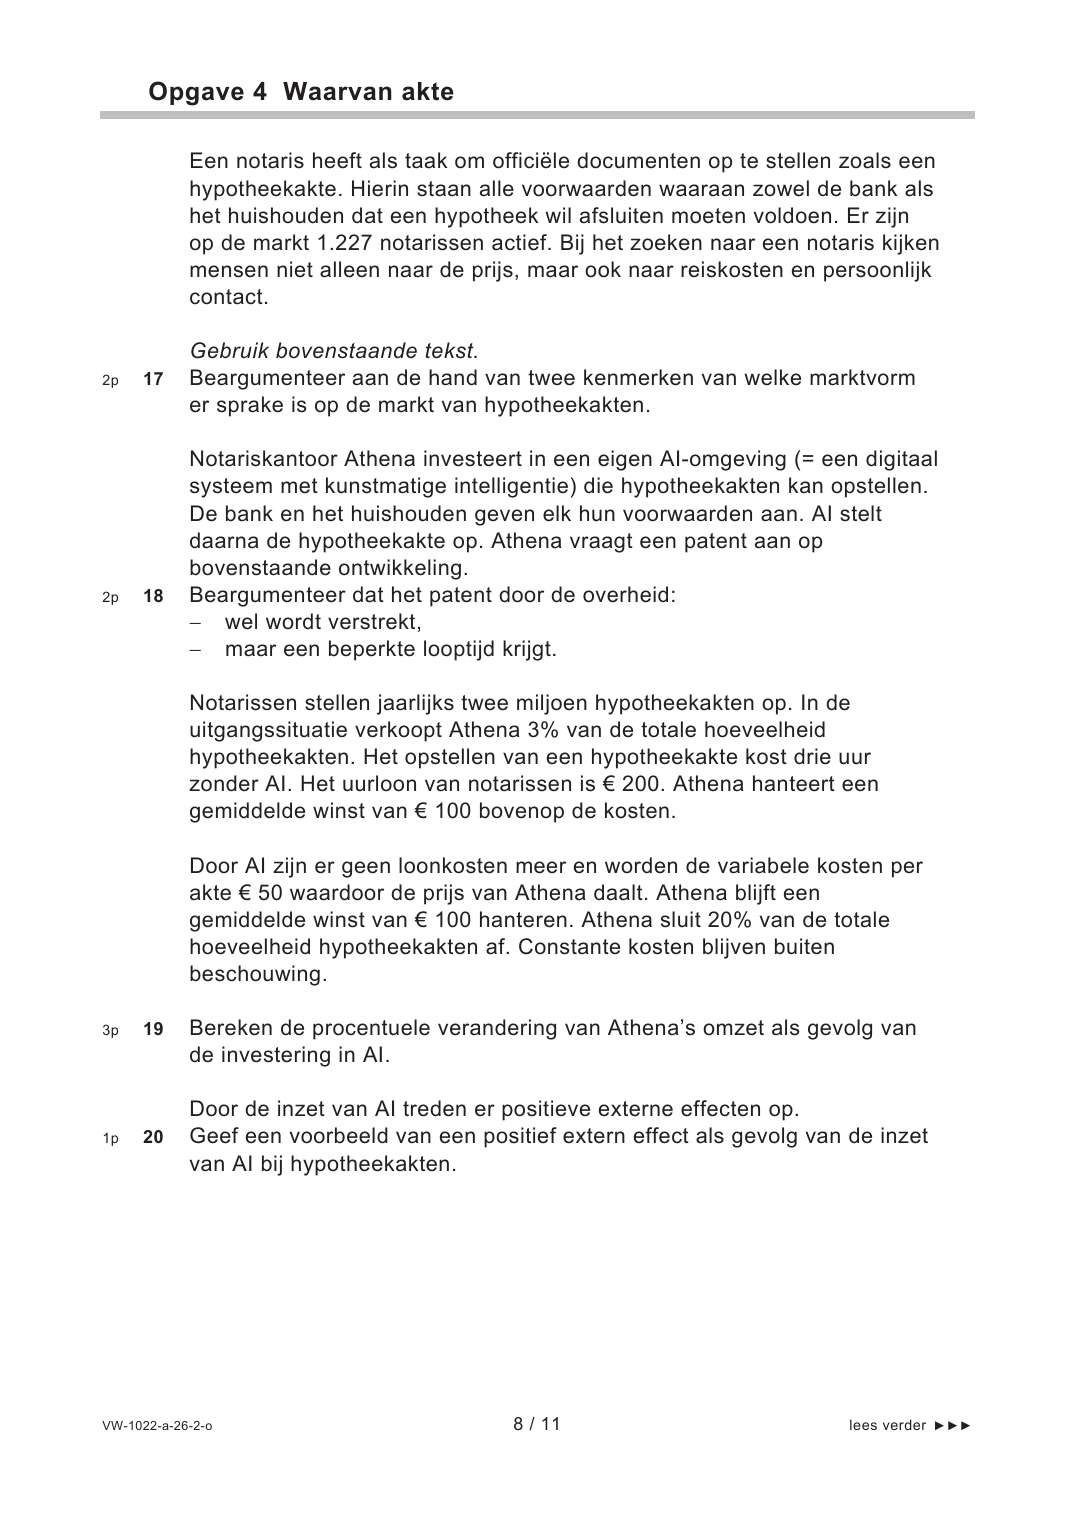 Opgave 4 Waarvan akte
Een notaris heeft als taak om officiële documenten op te stellen zoals een
hypotheekakte. Hierin staan alle voorwaarden waaraan zowel de bank als
het huishouden dat een hypotheek wil afsluiten moeten voldoen. Er zijn
op de markt 1.227 notarissen actief. Bij het zoeken naar een notaris kijken
mensen niet alleen naar de prijs, maar ook naar reiskosten en persoonlijk
contact.
Gebruik bovenstaande tekst.
2p 17 Beargumenteer aan de hand van twee kenmerken van welke marktvorm
er sprake is op de markt van hypotheekakten.
Notariskantoor Athena investeert in een eigen AI-omgeving (= een digitaal
systeem met kunstmatige intelligentie) die hypotheekakten kan opstellen.
De bank en het huishouden geven elk hun voorwaarden aan. AI stelt
daarna de hypotheekakte op. Athena vraagt een patent aan op
bovenstaande ontwikkeling.
2p 18 Beargumenteer dat het patent door de overheid:
– wel wordt verstrekt,
– maar een beperkte looptijd krijgt.
Notarissen stellen jaarlijks twee miljoen hypotheekakten op. In de
uitgangssituatie verkoopt Athena 3% van de totale hoeveelheid
hypotheekakten. Het opstellen van een hypotheekakte kost drie uur
zonder AI. Het uurloon van notarissen is € 200. Athena hanteert een
gemiddelde winst van € 100 bovenop de kosten.
Door AI zijn er geen loonkosten meer en worden de variabele kosten per
akte € 50 waardoor de prijs van Athena daalt. Athena blijft een
gemiddelde winst van € 100 hanteren. Athena sluit 20% van de totale
hoeveelheid hypotheekakten af. Constante kosten blijven buiten
beschouwing.
3p 19 Bereken de procentuele verandering van Athena’s omzet als gevolg van
de investering in AI.
Door de inzet van AI treden er positieve externe effecten op.
1p 20 Geef een voorbeeld van een positief extern effect als gevolg van de inzet
van AI bij hypotheekakten.
VW-1022-a-26-2-o 8 / 11 lees verder ►►►